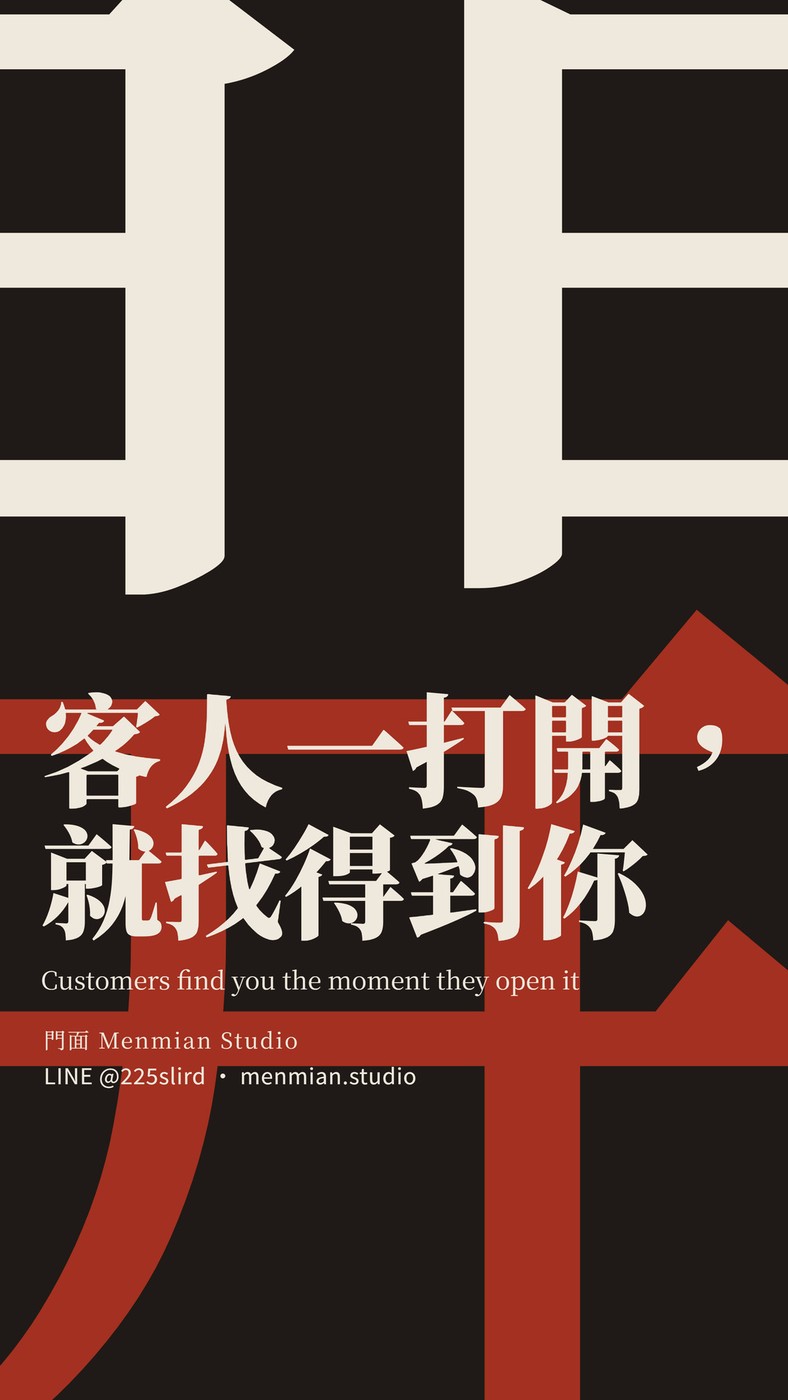 客人一打開，
就找得到你
Customers find you the moment they open it
門面 Menmian Studio
LINE @225slird • menmian.studio